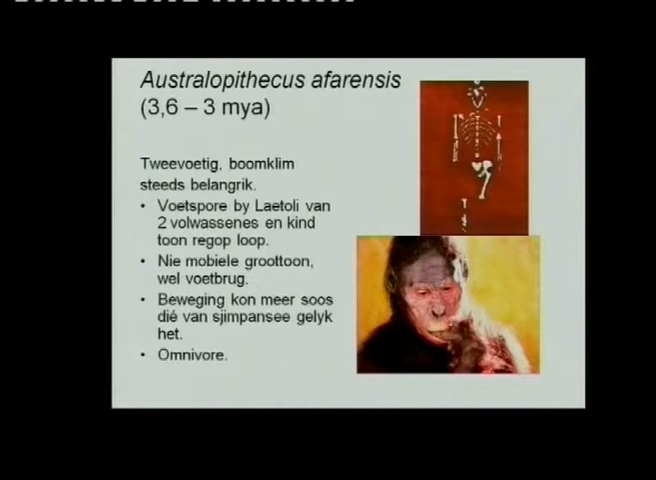 Australopithecus afarensis
(3,6 – 3 mya)
Tweevoetig, boomklim
steeds belangrik.
• Voetspore by Laetoli van
2 volwassenes en kind
toon regop loop.
• Nie mobiele groottoon,
wel voetbrug.
• Beweging kon meer soos
dié van sjimpansee gelyk
het.
• Omnivore.